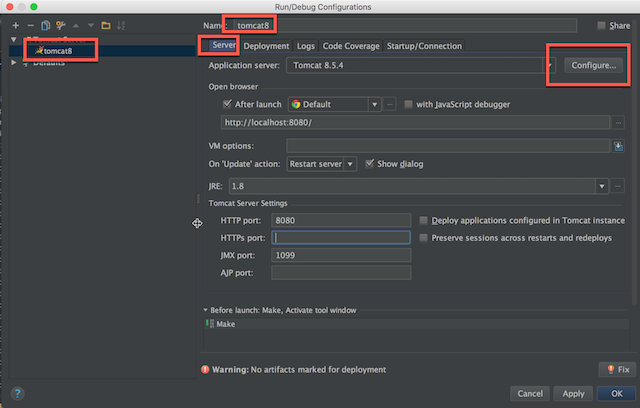 Run/Debug Configurations
Name: tomcat8 Share
Tomcat Server
tomcat8
Defaults
Server Deployment Logs Code Coverage Startup/Connection
Application server: Tomcat 8.5.4 Configure...
Open browser
After launch Default ... with JavaScript debugger
http://localhost:8080/ ...
VM options:
On 'Update' action: Restart server Show dialog
JRE: 1.8 ...
Tomcat Server Settings
HTTP port: 8080 Deploy applications configured in Tomcat instance
HTTPs port: Preserve sessions across restarts and redeploys
JMX port: 1099
AJP port:
Before launch: Make, Activate tool window
Make
Warning: No artifacts marked for deployment Fix
? Cancel Apply OK